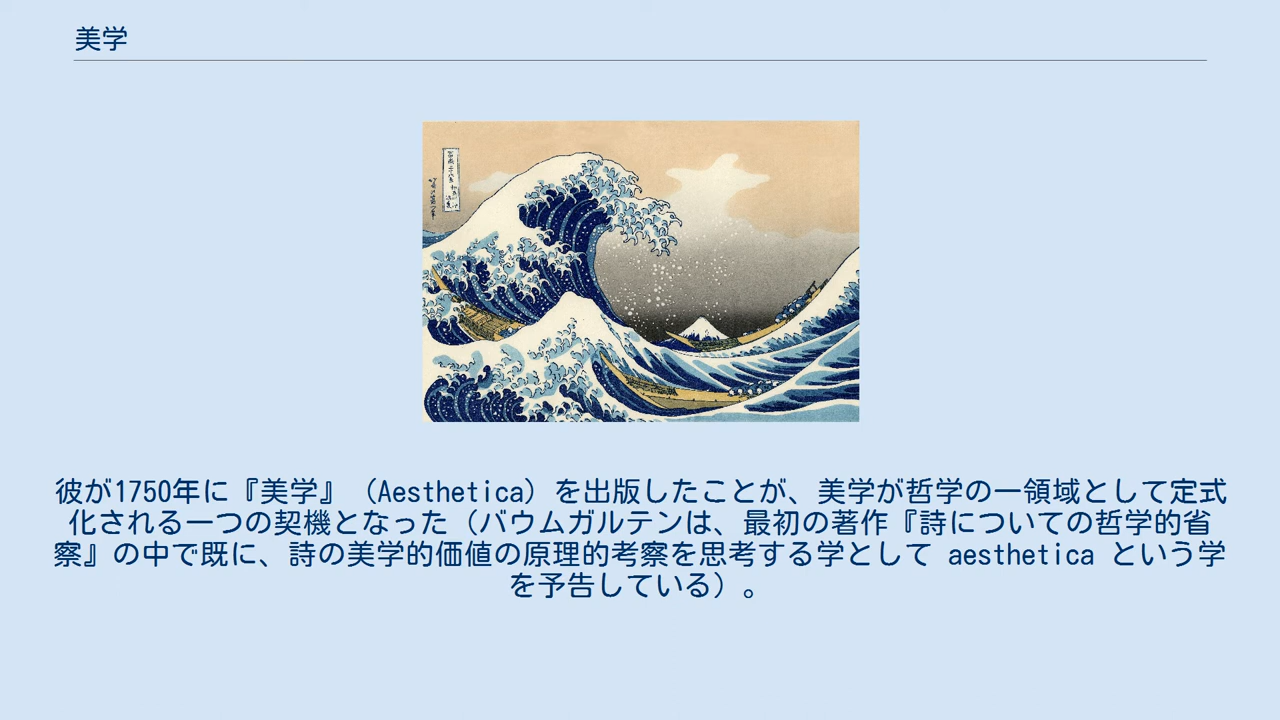 美学
彼が1750年に『美学』（Aesthetica）を出版したことが、美学が哲学の一領域として定式
化される一つの契機となった（バウムガルテンは、最初の著作『詩についての哲学的省
察』の中で既に、詩の美学的価値の原理的考察を思考する学として aesthetica という学
を予告している）。